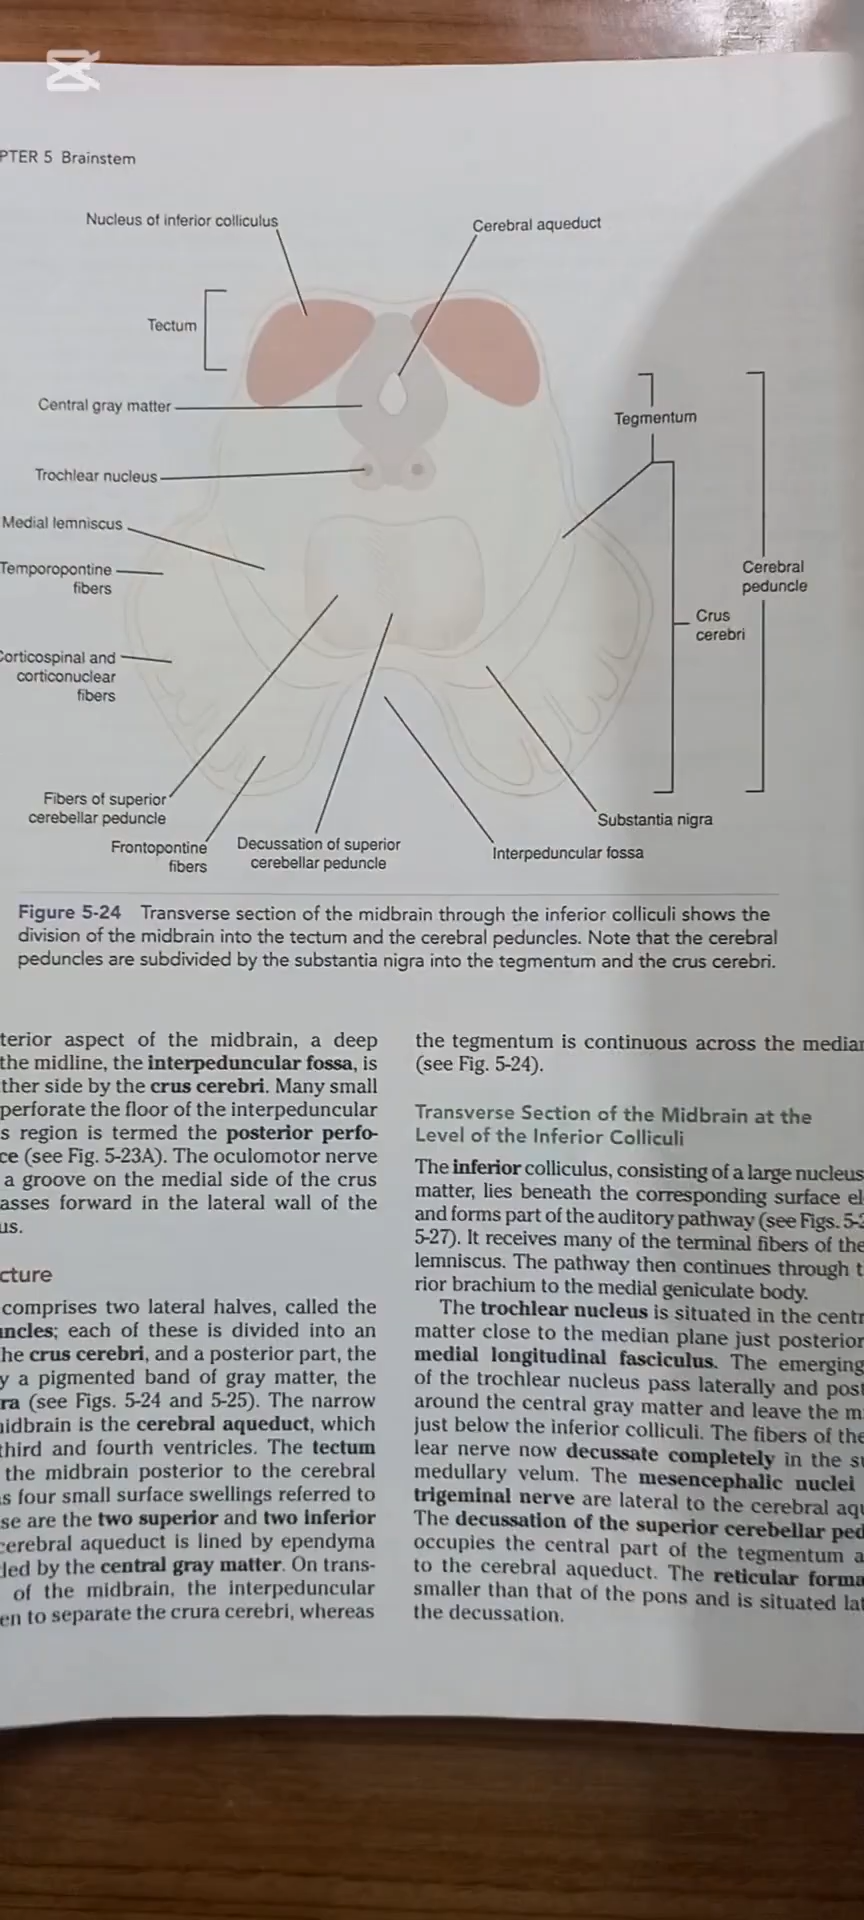 PTER 5 Brainstem
Nucleus of inferior colliculus
Cerebral aqueduct
Tectum
Central gray matter
Tegmentum
Trochlear nucleus
Medial lemniscus
Temporopontine
fibers
Cerebral
peduncle
Crus
cerebri
Corticospinal and
corticonuclear
fibers
Fibers of superior
cerebellar peduncle
Frontopontine
fibers
Decussation of superior
cerebellar peduncle
Substantia nigra
Interpeduncular fossa
Figure 5-24 Transverse section of the midbrain through the inferior colliculi shows the
division of the midbrain into the tectum and the cerebral peduncles. Note that the cerebral
peduncles are subdivided by the substantia nigra into the tegmentum and the crus cerebri.
terior aspect of the midbrain, a deep
the midline, the interpeduncular fossa, is
ther side by the crus cerebri. Many small
perforate the floor of the interpeduncular
s region is termed the posterior perfo-
ce (see Fig. 5-23A). The oculomotor nerve
a groove on the medial side of the crus
asses forward in the lateral wall of the
us.
cture
comprises two lateral halves, called the
uncles; each of these is divided into an
he crus cerebri, and a posterior part, the
y a pigmented band of gray matter, the
ra (see Figs. 5-24 and 5-25). The narrow
nidbrain is the cerebral aqueduct, which
third and fourth ventricles. The tectum
the midbrain posterior to the cerebral
s four small surface swellings referred to
se are the two superior and two inferior
cerebral aqueduct is lined by ependyma
ded by the central gray matter. On trans-
of the midbrain, the interpeduncular
en to separate the crura cerebri, whereas
the tegmentum is continuous across the median
(see Fig. 5-24).
Transverse Section of the Midbrain at the
Level of the Inferior Colliculi
The inferior colliculus, consisting of a large nucleus
matter, lies beneath the corresponding surface el
and forms part of the auditory pathway (see Figs. 5-2
5-27). It receives many of the terminal fibers of the
lemniscus. The pathway then continues through t
rior brachium to the medial geniculate body.
The trochlear nucleus is situated in the centr
matter close to the median plane just posterior
medial longitudinal fasciculus. The emerging
of the trochlear nucleus pass laterally and post
around the central gray matter and leave the m
just below the inferior colliculi. The fibers of the
lear nerve now decussate completely in the su
medullary velum. The mesencephalic nuclei
trigeminal nerve are lateral to the cerebral aqu
The decussation of the superior cerebellar ped
occupies the central part of the tegmentum a
to the cerebral aqueduct. The reticular forma
smaller than that of the pons and is situated lat
the decussation.